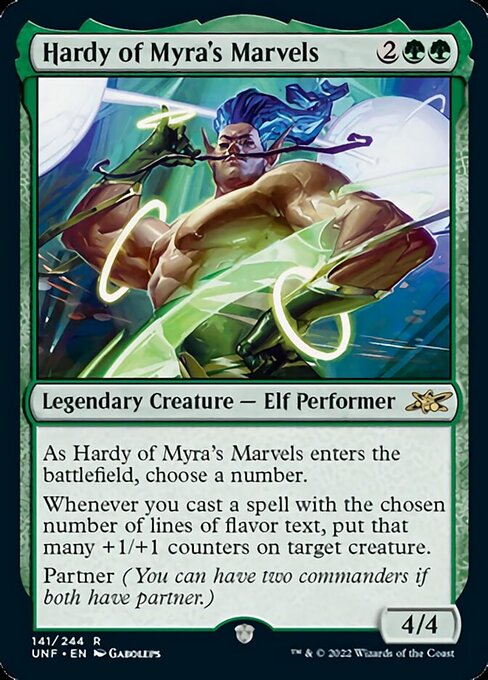 Hardy of Myra's Marvels 2
Legendary Creature — Elf Performer
As Hardy of Myra's Marvels enters the
battlefield, choose a number.
Whenever you cast a spell with the chosen
number of lines of flavor text, put that
many +1/+1 counters on target creature.
Partner (You can have two commanders if
both have partner.)
4/4
141/244 R
UNF • EN Gaboleps
™ & © 2022 Wizards of the Coast